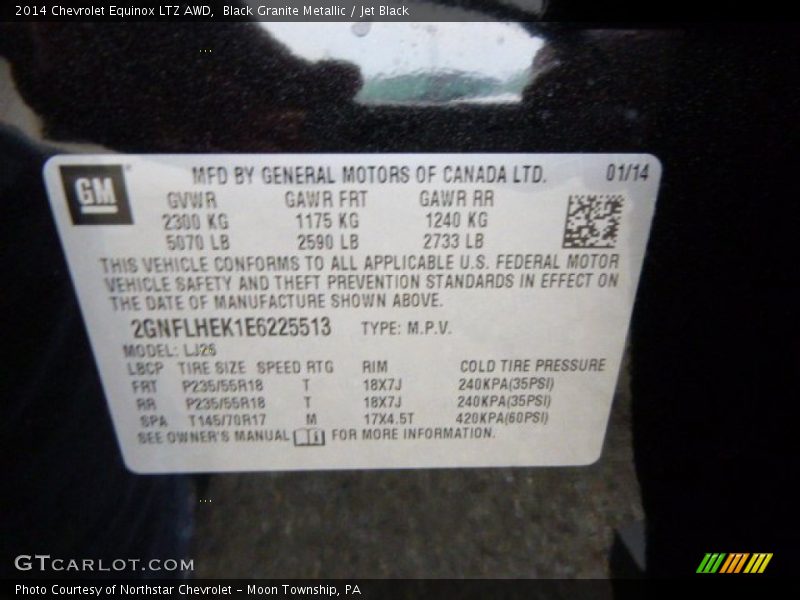 2014 Chevrolet Equinox LTZ AWD, Black Granite Metallic / Jet Black
GM MFD BY GENERAL MOTORS OF CANADA LTD. 01/14
GVWR GAWR FRT GAWR RR
2300 KG 1175 KG 1240 KG
5070 LB 2590 LB 2733 LB
THIS VEHICLE CONFORMS TO ALL APPLICABLE U.S. FEDERAL MOTOR
VEHICLE SAFETY AND THEFT PREVENTION STANDARDS IN EFFECT ON
THE DATE OF MANUFACTURE SHOWN ABOVE.
2GNFLHEK1E6225513 TYPE: M.P.V.
MODEL: LJ26
LBCP TIRE SIZE SPEED RTG RIM COLD TIRE PRESSURE
FRT P235/55R18 T 18X7J 240KPA(35PSI)
RR P235/55R18 T 18X7J 240KPA(35PSI)
SPA T145/70R17 M 17X4.5T 420KPA(60PSI)
SEE OWNER'S MANUAL FOR MORE INFORMATION.
GTCARLOT.COM
Photo Courtesy of Northstar Chevrolet - Moon Township, PA